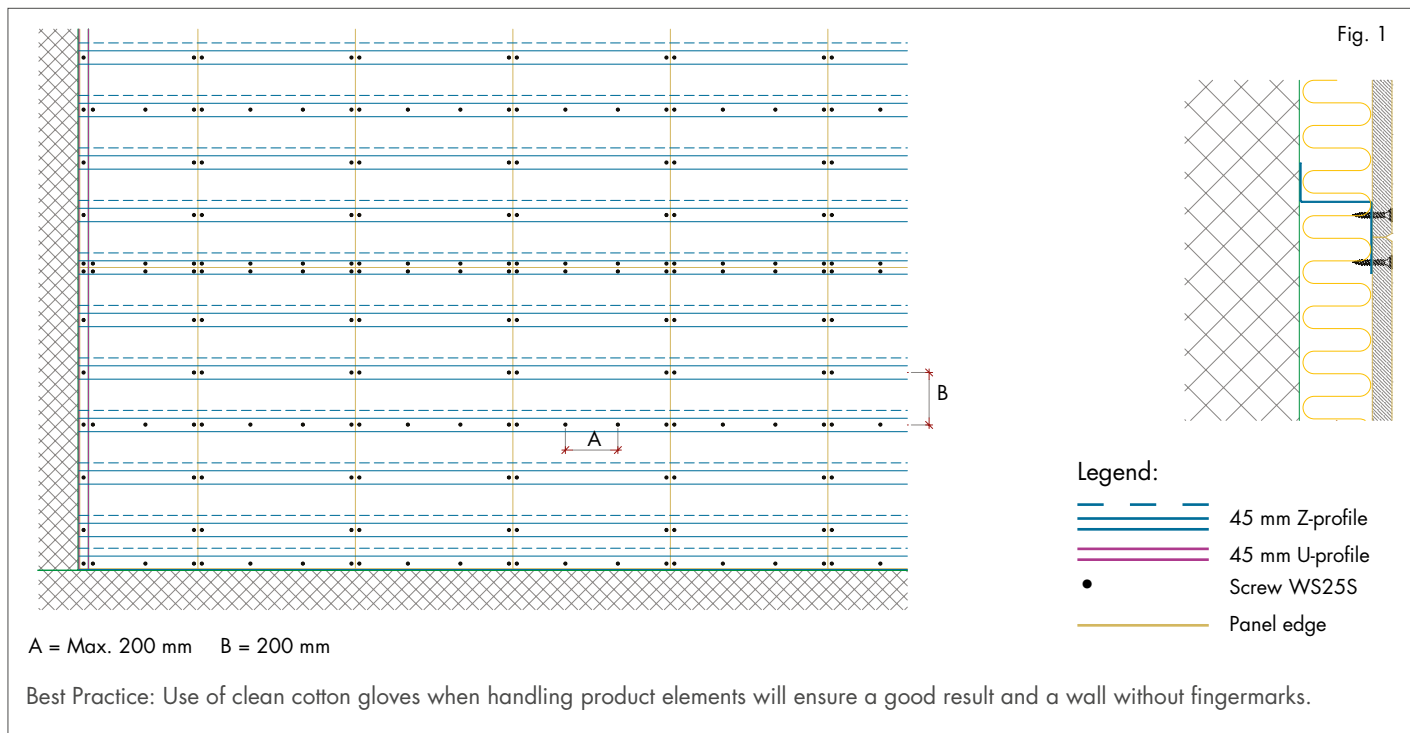 Fig. 1
B
A
Legend:
45 mm Z-profile
45 mm U-profile
Screw WS25S
Panel edge
A = Max. 200 mm B = 200 mm
Best Practice: Use of clean cotton gloves when handling product elements will ensure a good result and a wall without fingermarks.